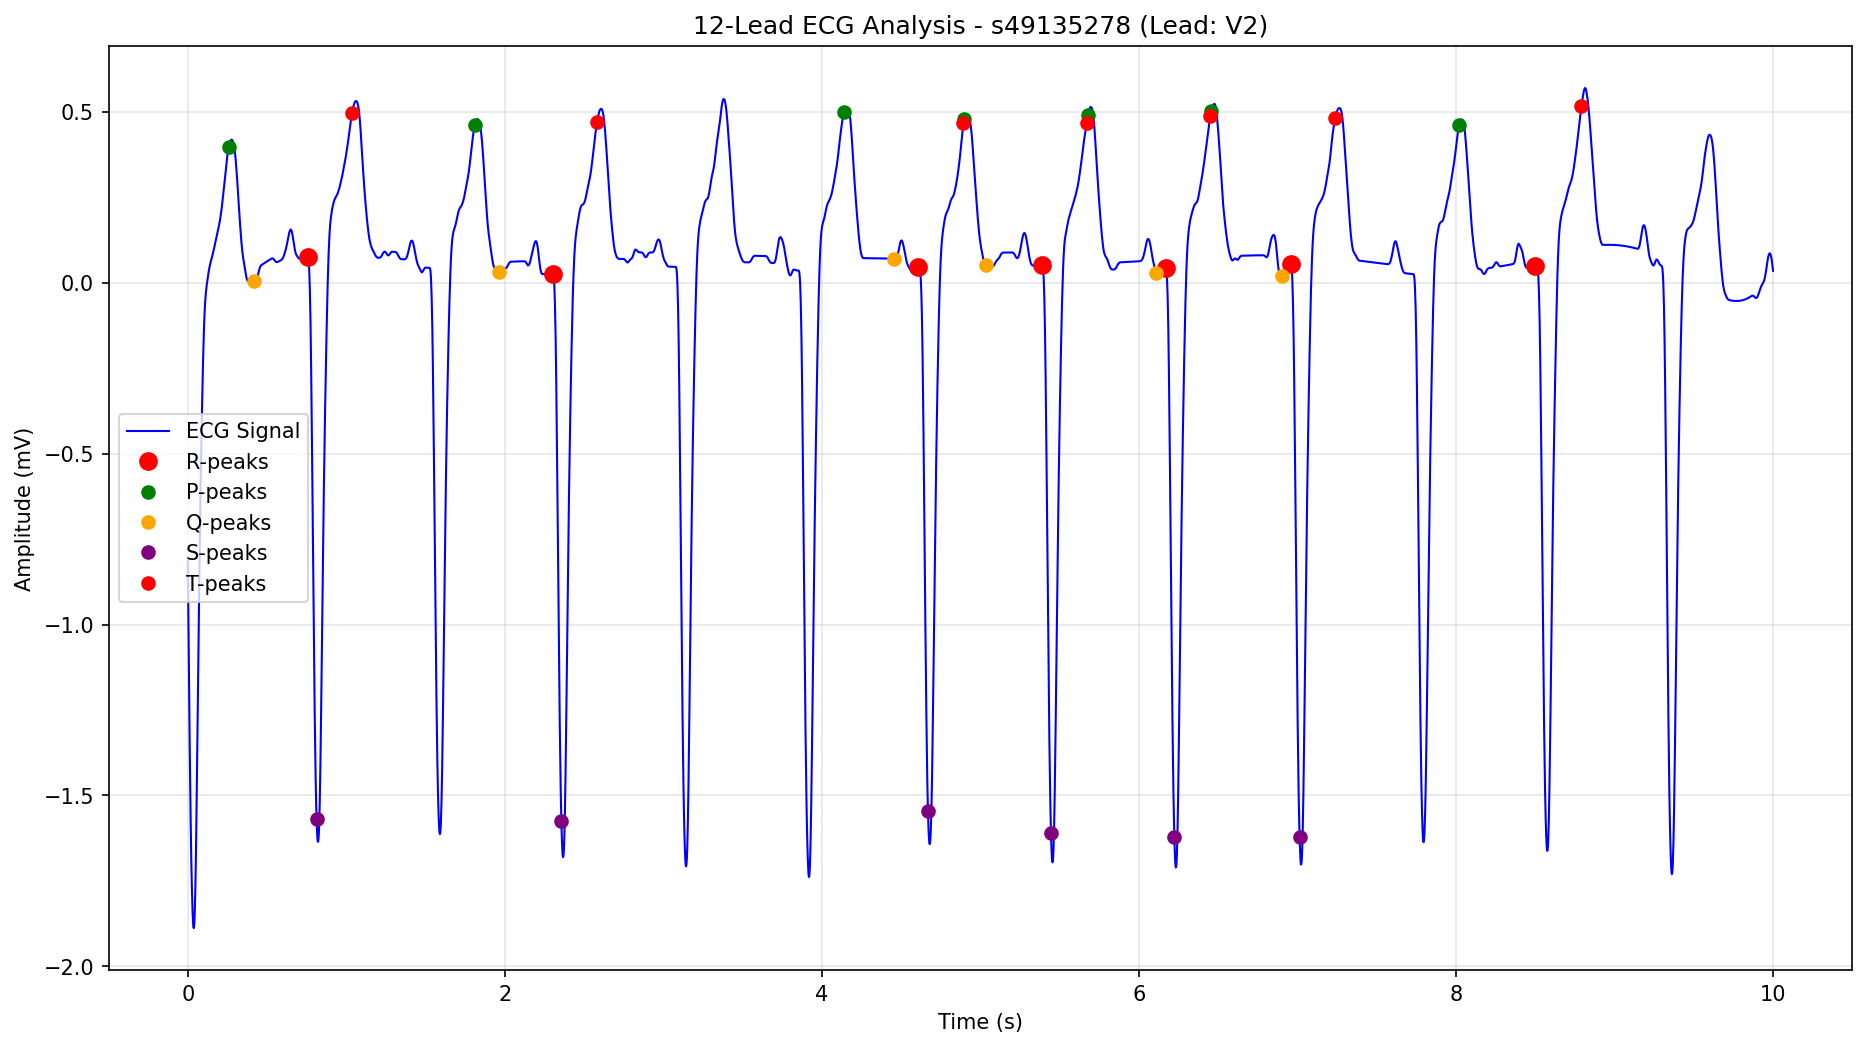 12-Lead ECG Analysis - s49135278 (Lead: V2)
Amplitude (mV)
0.5
0.0
−0.5
−1.0
−1.5
−2.0
ECG Signal
R-peaks
P-peaks
Q-peaks
S-peaks
T-peaks
0 2 4 6 8 10
Time (s)